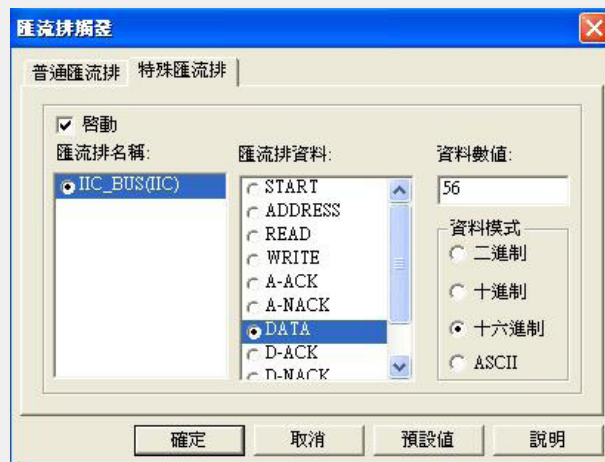 匯流排觸發
普通匯流排 特殊匯流排
啓動
匯流排名稱: 匯流排資料: 資料數值:
IIC_BUS(IIC)
START
ADDRESS
READ
WRITE
A-ACK
A-NACK
DATA
D-ACK
D-NACK
56
資料模式
二進制
十進制
十六進制
ASCII
確定 取消 預設値 說明